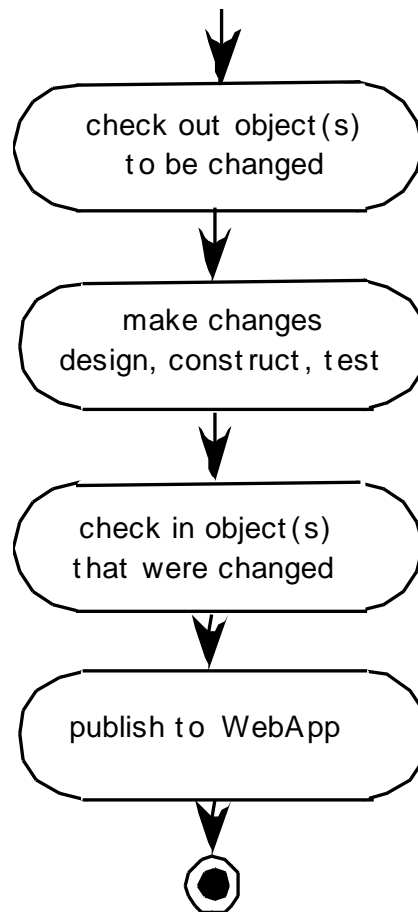 check out object(s)
to be changed
make changes
design, construct, test
check in object(s)
that were changed
publish to WebApp